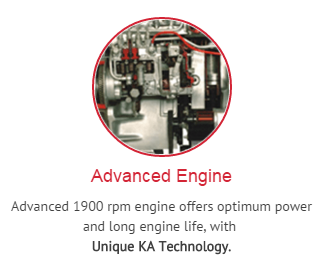 Advanced Engine
Advanced 1900 rpm engine offers optimum power
and long engine life, with
Unique KA Technology.